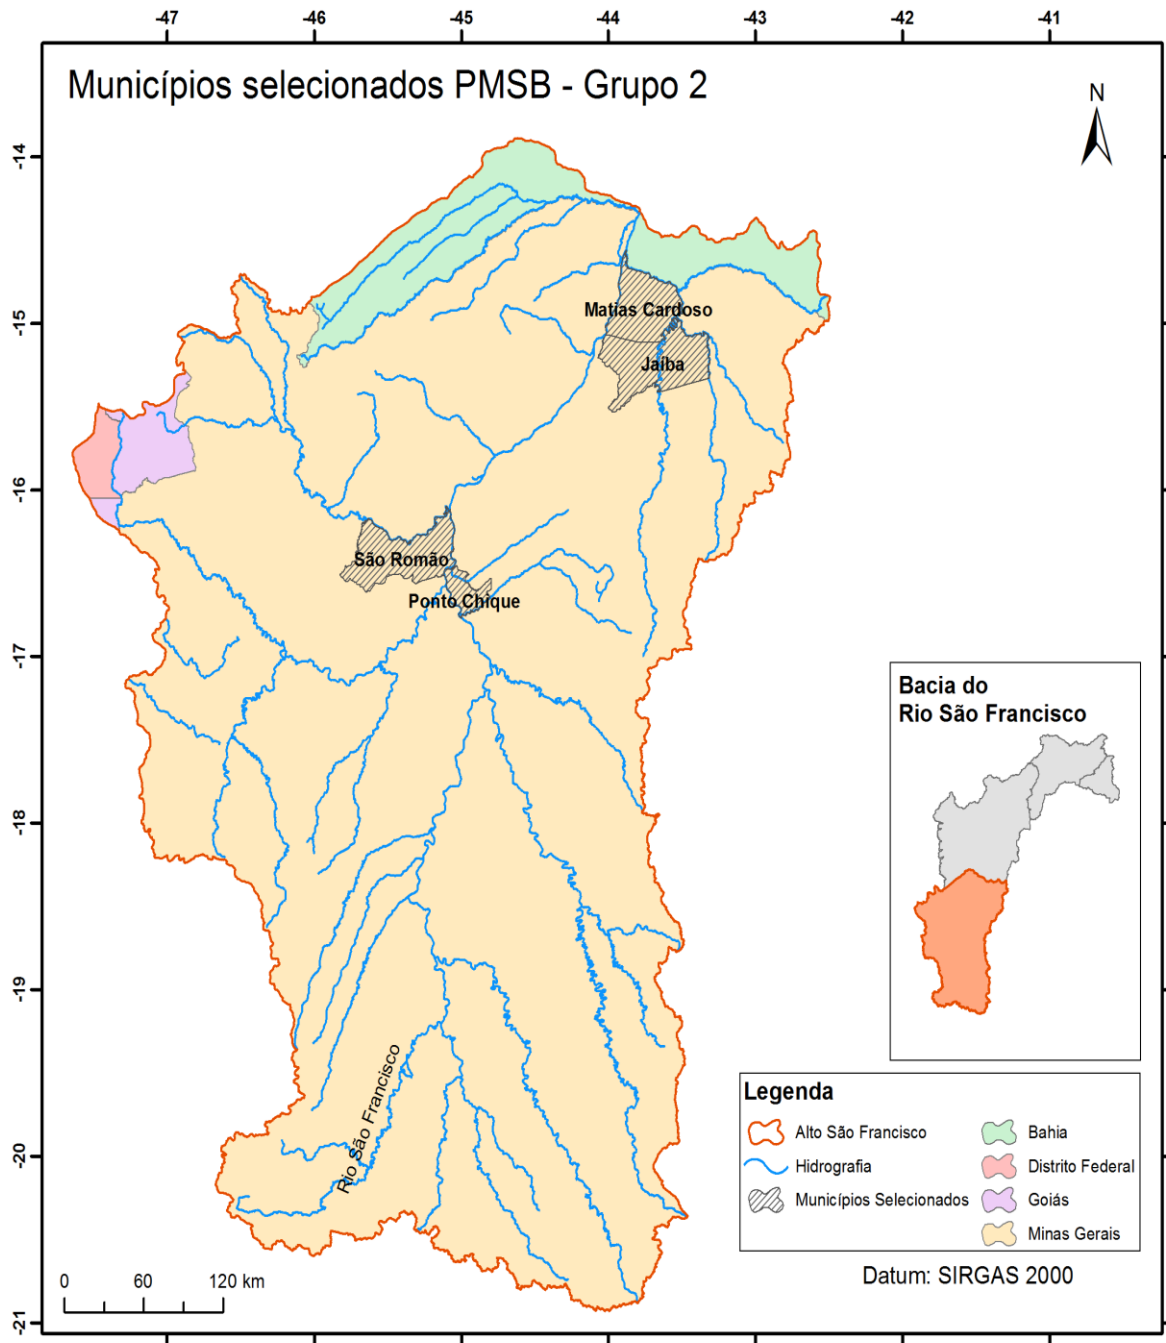 -47 -46 -45 -44 -43 -42 -41
Municípios selecionados PMSB - Grupo 2
N
-14
-15
-16
-17
-18
-19
-20
-21
Matias Cardoso
Jaíba
São Romão
Ponto Chique
Rio São Francisco
Bacia do
Rio São Francisco
Legenda
Alto São Francisco
Hidrografia
Municípios Selecionados
Bahia
Distrito Federal
Goiás
Minas Gerais
0 60 120 km
Datum: SIRGAS 2000